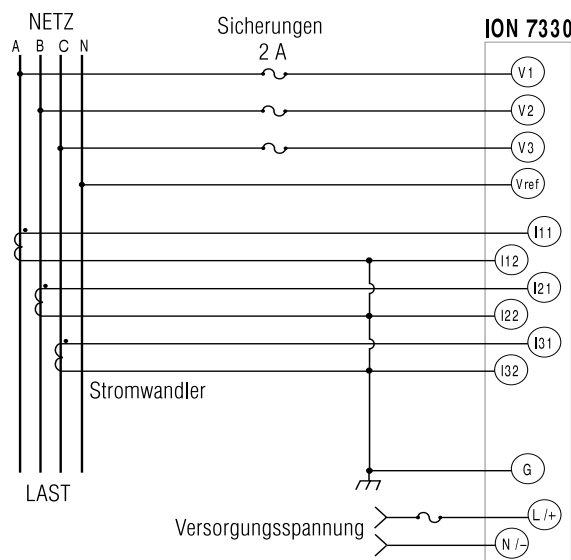 NETZ
Sicherungen
2 A
ION 7330
A B C N
V1
V2
V3
Vref
I11
I12
I21
I22
I31
I32
Stromwandler
G
LAST
Versorgungsspannung
L/+
N/–